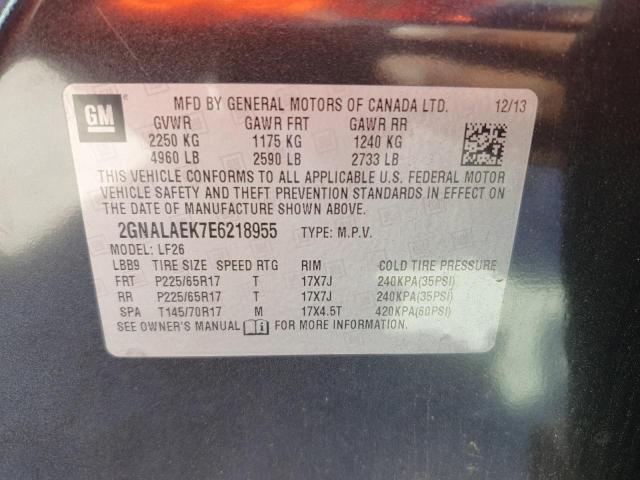 GM
MFD BY GENERAL MOTORS OF CANADA LTD. 12/13
GVWR GAWR FRT GAWR RR
2250 KG 1175 KG 1240 KG
4960 LB 2590 LB 2733 LB
THIS VEHICLE CONFORMS TO ALL APPLICABLE U.S. FEDERAL MOTOR
VEHICLE SAFETY AND THEFT PREVENTION STANDARDS IN EFFECT ON
THE DATE OF MANUFACTURE SHOWN ABOVE.
2GNALAEK7E6218955 TYPE: M.P.V.
MODEL: LF26
LBB9 TIRE SIZE SPEED RTG RIM COLD TIRE PRESSURE
FRT P225/65R17 T 17X7J 240KPA(35PSI)
RR P225/65R17 T 17X7J 240KPA(35PSI)
SPA T145/70R17 M 17X4.5T 420KPA(60PSI)
SEE OWNER'S MANUAL FOR MORE INFORMATION.